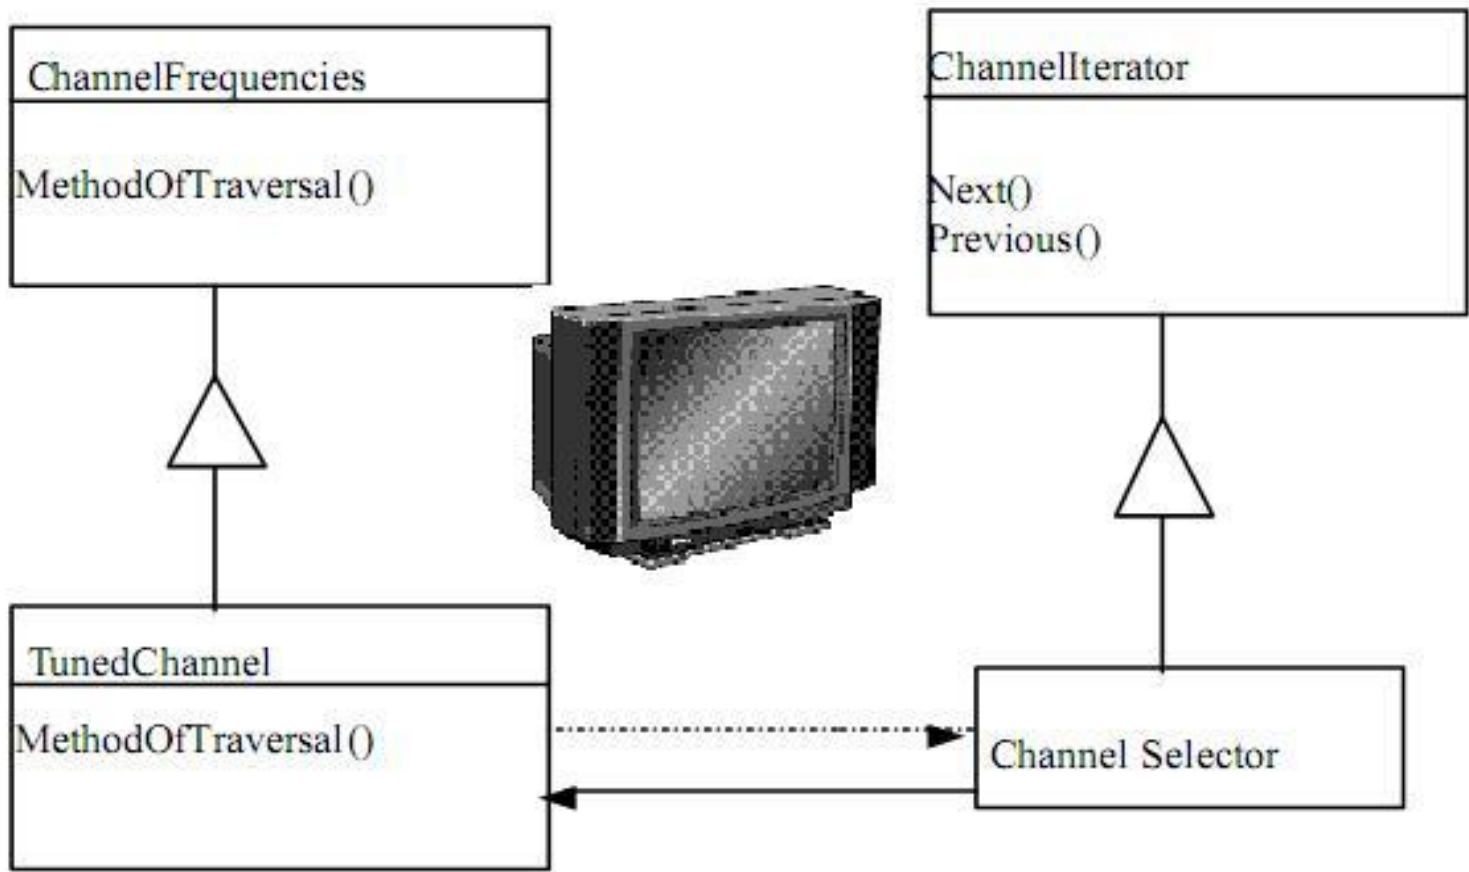 ChannelFrequencies
MethodOfTraversal()
ChannelIterator
Next()
Previous()
TunedChannel
MethodOfTraversal()
Channel Selector